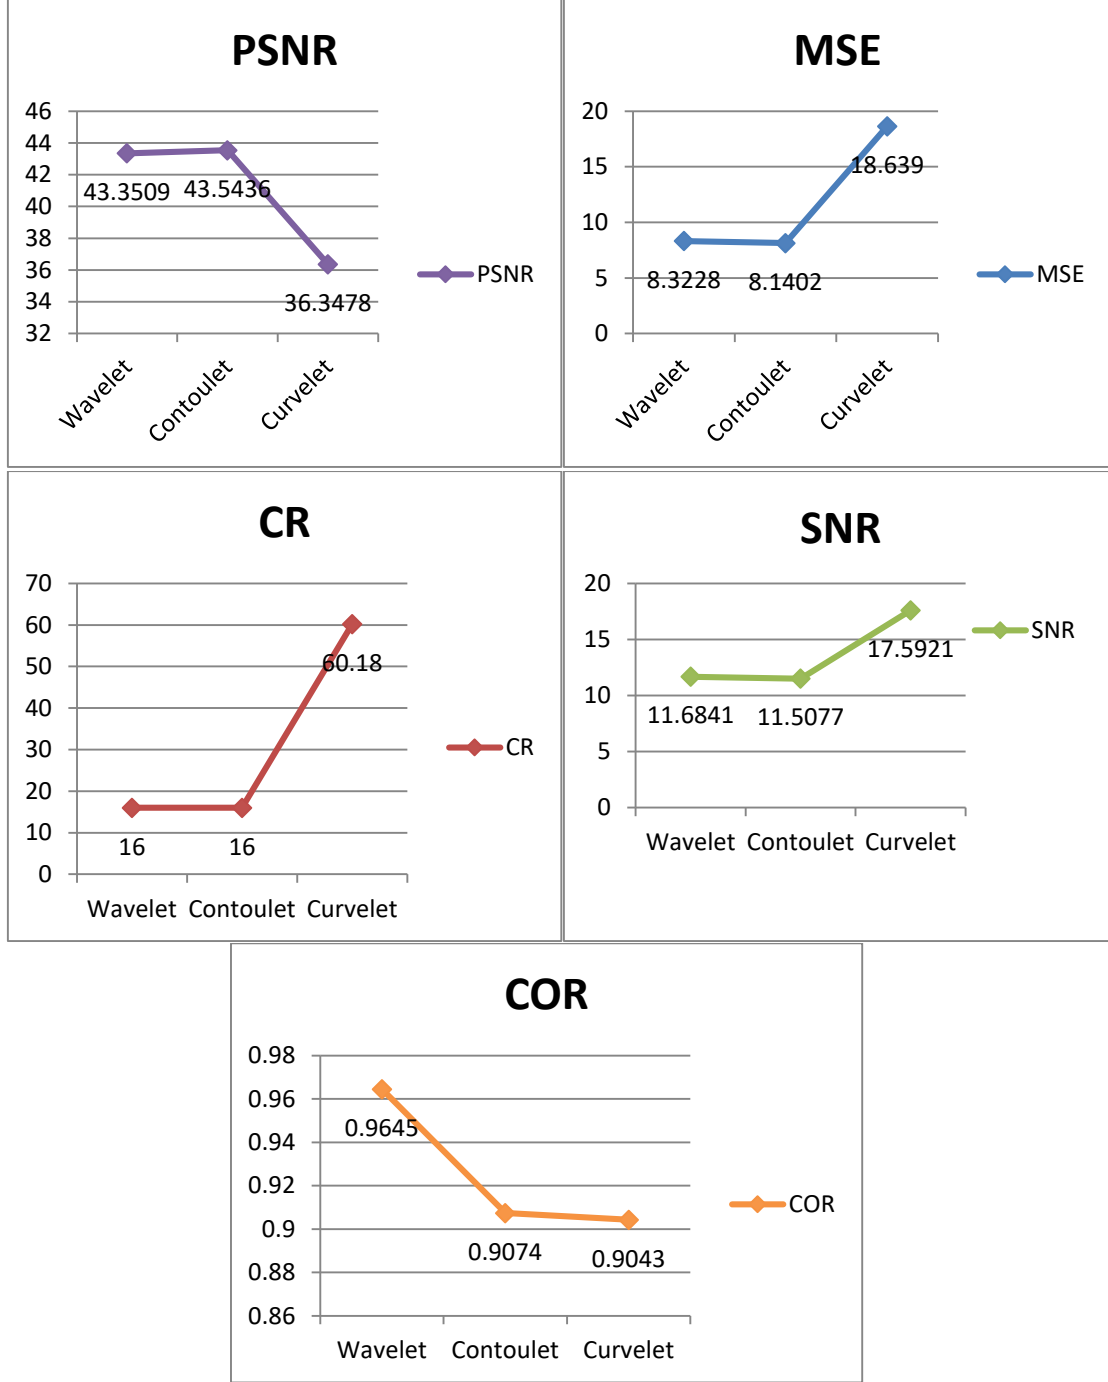 PSNR
46
44
42
40
38
36
34
32
43.3509
43.5436
36.3478
Wavelet
Contoulet
Curvelet
PSNR
MSE
20
15
10
5
0
8.3228
8.1402
18.639
Wavelet
Contoulet
Curvelet
MSE
CR
70
60
50
40
30
20
10
0
16
16
60.18
Wavelet Contoulet Curvelet
CR
SNR
20
15
10
5
0
11.6841
11.5077
17.5921
Wavelet Contoulet Curvelet
SNR
COR
0.98
0.96
0.94
0.92
0.9
0.88
0.86
0.9645
0.9074
0.9043
Wavelet Contoulet Curvelet
COR